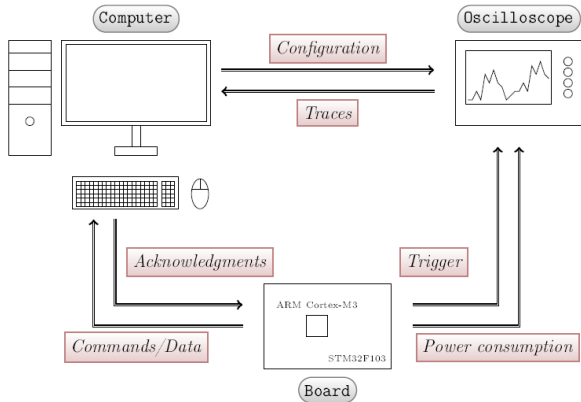 Computer
Oscilloscope
Configuration
Traces
Acknowledgments
Trigger
ARM Cortex-M3
STM32F103
Commands/Data
Power consumption
Board